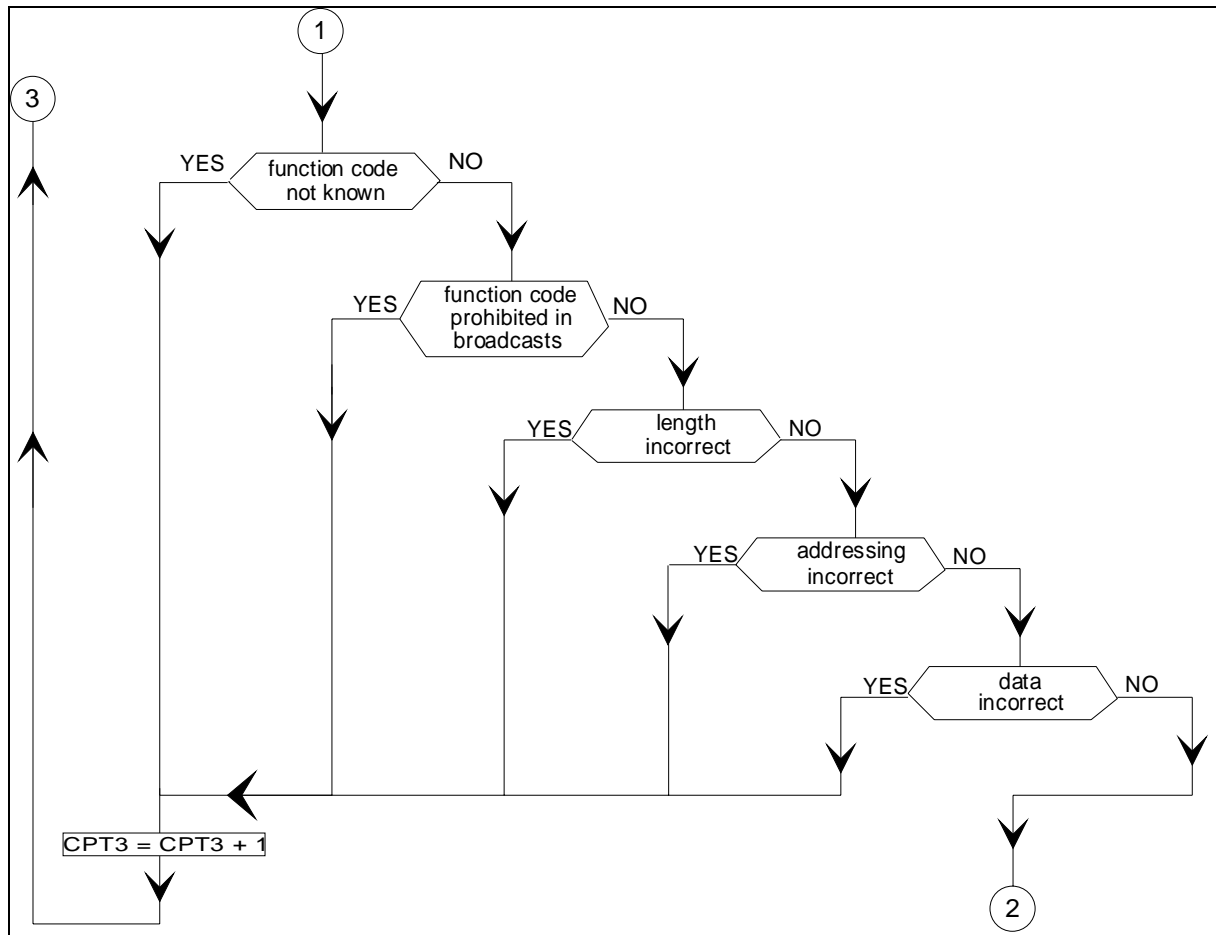 1
3
YES
function code
not known
NO
YES
function code
prohibited in
broadcasts
NO
YES
length
incorrect
NO
YES
addressing
incorrect
NO
YES
data
incorrect
NO
CPT3 = CPT3 + 1
2